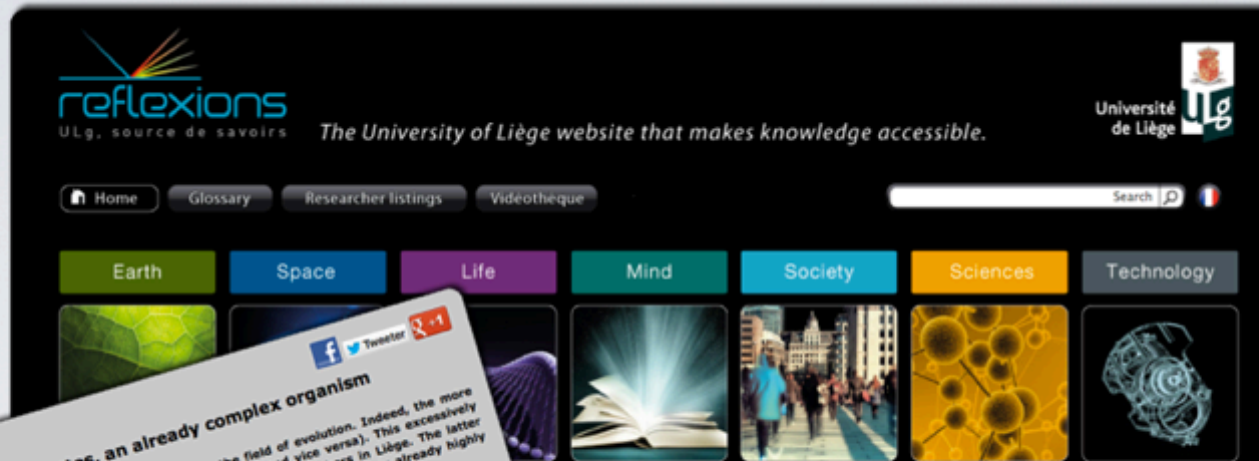 reflexions
ULg, source de savoirs
The University of Liège website that makes knowledge accessible.
Université
de Liège
ULg
Home Glossary Researcher listings Vidéothèque
Search
Earth Space Life Mind Society Sciences Technology
f Tweeter g +1
an already complex organism
field of evolution. Indeed, the more
vice versa). This excessively
in Liège. The latter
already highly